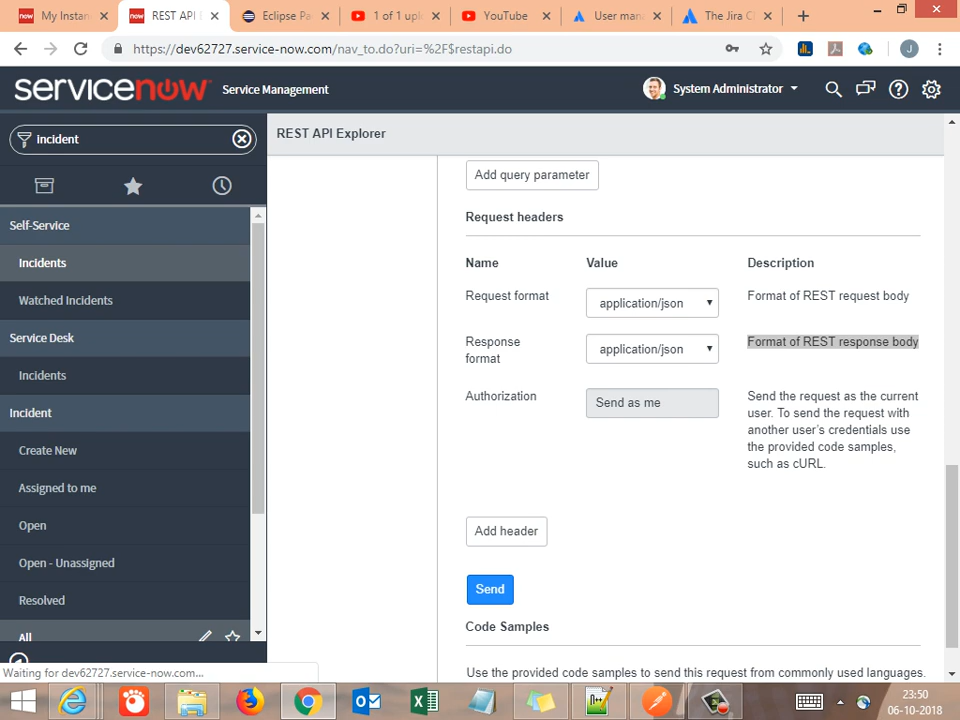 My Instan
REST API E
Eclipse Pa
1 of 1 upl
YouTube
User man
The Jira C
https://dev62727.service-now.com/nav_to.do?uri=%2F$restapi.do
J
servicenow
Service Management
System Administrator
incident
REST API Explorer
Self-Service
Incidents
Watched Incidents
Service Desk
Incidents
Incident
Create New
Assigned to me
Open
Open - Unassigned
Resolved
All
Add query parameter
Request headers
Name
Value
Description
Request format
application/json
Format of REST request body
Response
format
application/json
Format of REST response body
Authorization
Send as me
Send the request as the current
user. To send the request with
another user's credentials use
the provided code samples,
such as cURL.
Add header
Send
Code Samples
Use the provided code samples to send this request from commonly used languages.
Waiting for dev62727.service-now.com...
23:50
06-10-2018